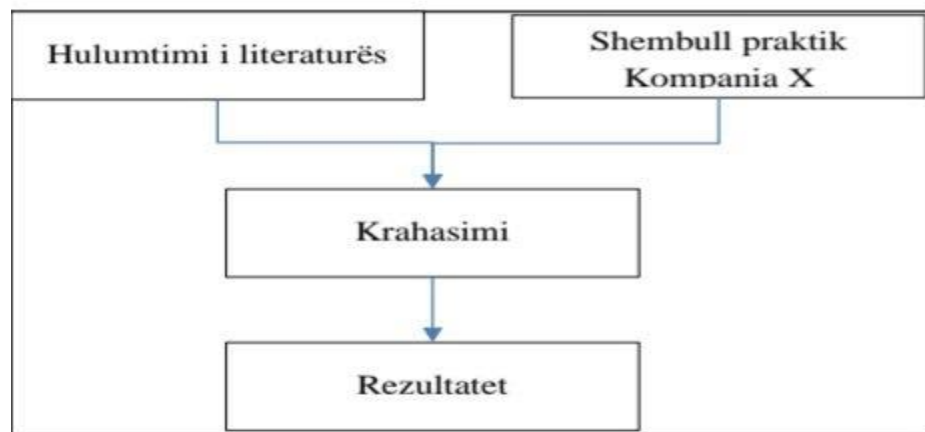 Hulumtimi i literaturës
Shembull praktik
Kompania X
Krahasimi
Rezultatet